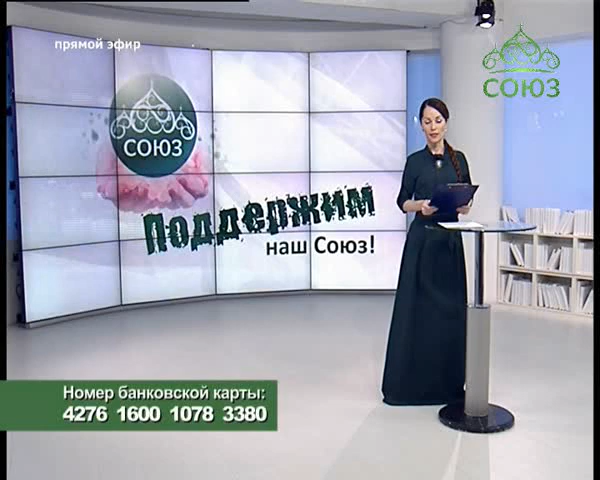 прямой эфир
СОЮЗ
СОЮЗ
Поддержим
наш Союз!
Номер банковской карты:
4276 1600 1078 3380